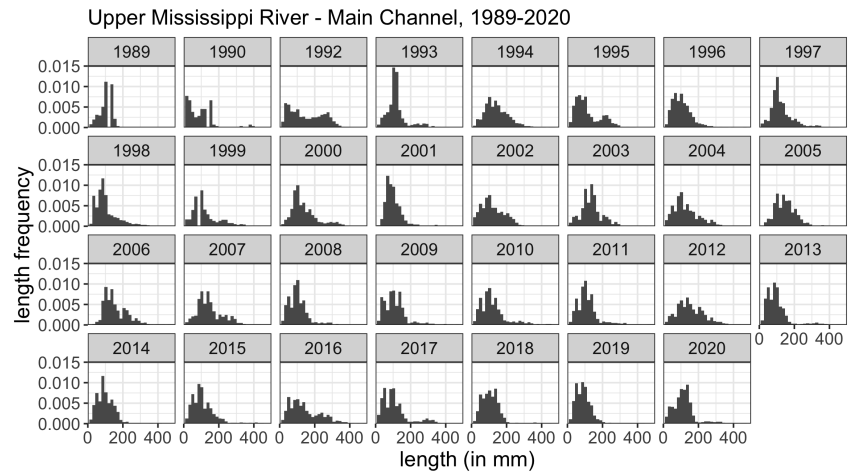 Upper Mississippi River - Main Channel, 1989-2020
1989 1990 1992 1993 1994 1995 1996 1997
0.015
0.010
0.005
0.000
1998 1999 2000 2001 2002 2003 2004 2005
0.015
0.010
0.005
0.000
length frequency
2006 2007 2008 2009 2010 2011 2012 2013
0.015
0.010
0.005
0.000
0 200 400
2014 2015 2016 2017 2018 2019 2020
0.015
0.010
0.005
0.000
0 200 400 0 200 400 0 200 400 0 200 400 0 200 400 0 200 400 0 200 400
length (in mm)